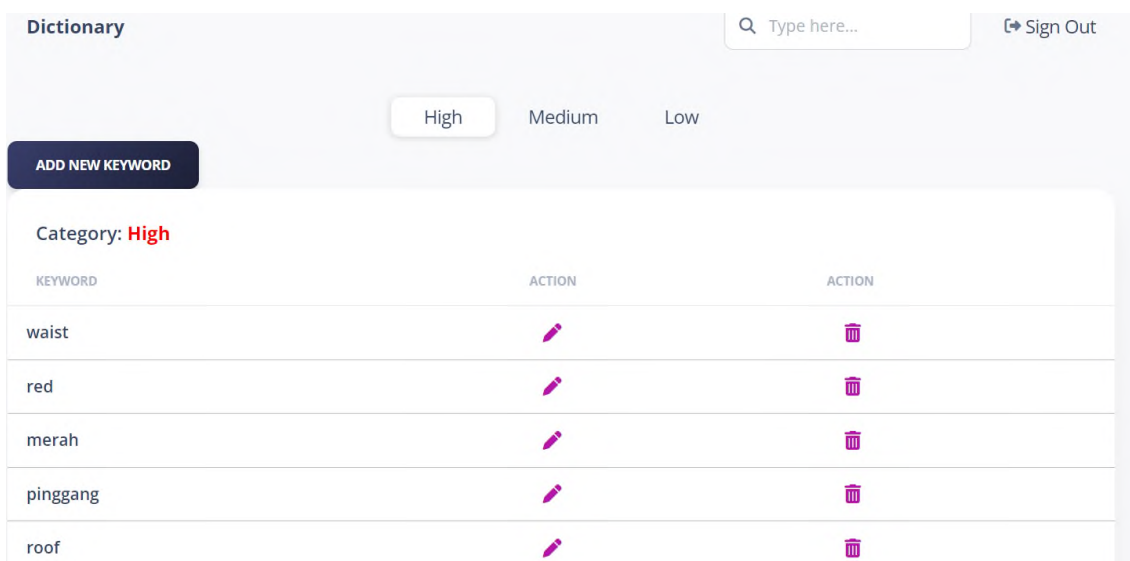 Dictionary
Type here...
Sign Out
High Medium Low
ADD NEW KEYWORD
Category: High
KEYWORD ACTION ACTION
waist
red
merah
pinggang
roof